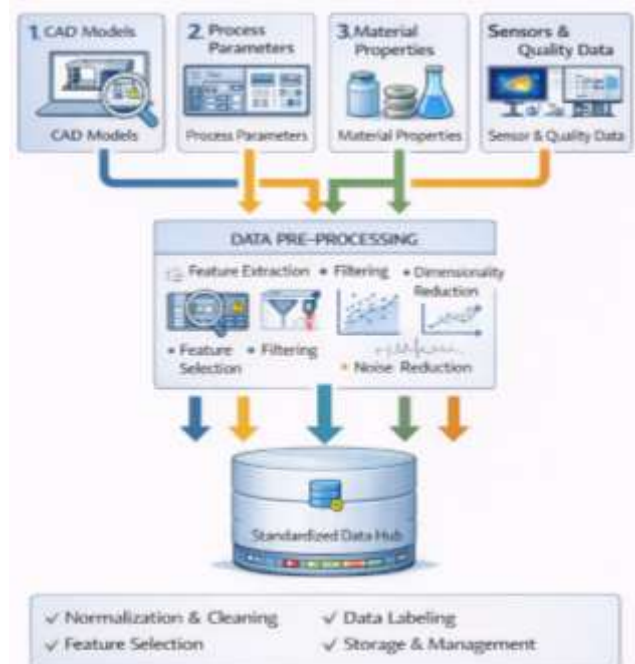 1 CAD Models
CAD Models
2 Process
Parameters
Process Parameters
3. Material
Properties
Material Properties
Sensors &
Quality Data
Sensor & Quality Data
DATA PRE-PROCESSING
Feature Extraction • Filtering • Dimensionality
Reduction
• Feature
Selection
• Filtering
• Noise Reduction
Standardized Data Hub
✓ Normalization & Cleaning
✓ Data Labeling
✓ Feature Selection
✓ Storage & Management